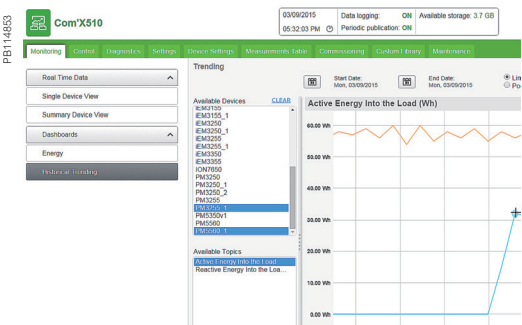 PB114853
Com'X510
03/09/2015
05:32:03 PM
Data logging: ON
Periodic publication: ON
Available storage: 3.7 GB
Monitoring Control Diagnostics Settings Device Settings Measurements Table Commissioning Custom Library Maintenance
Real Time Data
Single Device View
Summary Device View
Dashboards
Energy
Historical Trending
Trending
Start Date:
Mon, 03/09/2015
End Date:
Mon, 03/09/2015
Lin
Available Devices CLEAR
iEM3155
iEM3155_1
iEM3250
iEM3250_1
iEM3255
iEM3255_1
iEM3350
iEM3355
ION7650
PM3250
PM3250_1
PM3250_2
PM3255
PM3255_1
PM5350v1
PM5560
PM5560_1
Available Topics
Active Energy Into the Load
Reactive Energy Into the Loa...
Active Energy Into the Load (Wh)
60.00 Wh
50.00 Wh
40.00 Wh
30.00 Wh
20.00 Wh
10.00 Wh
0.00 Wh